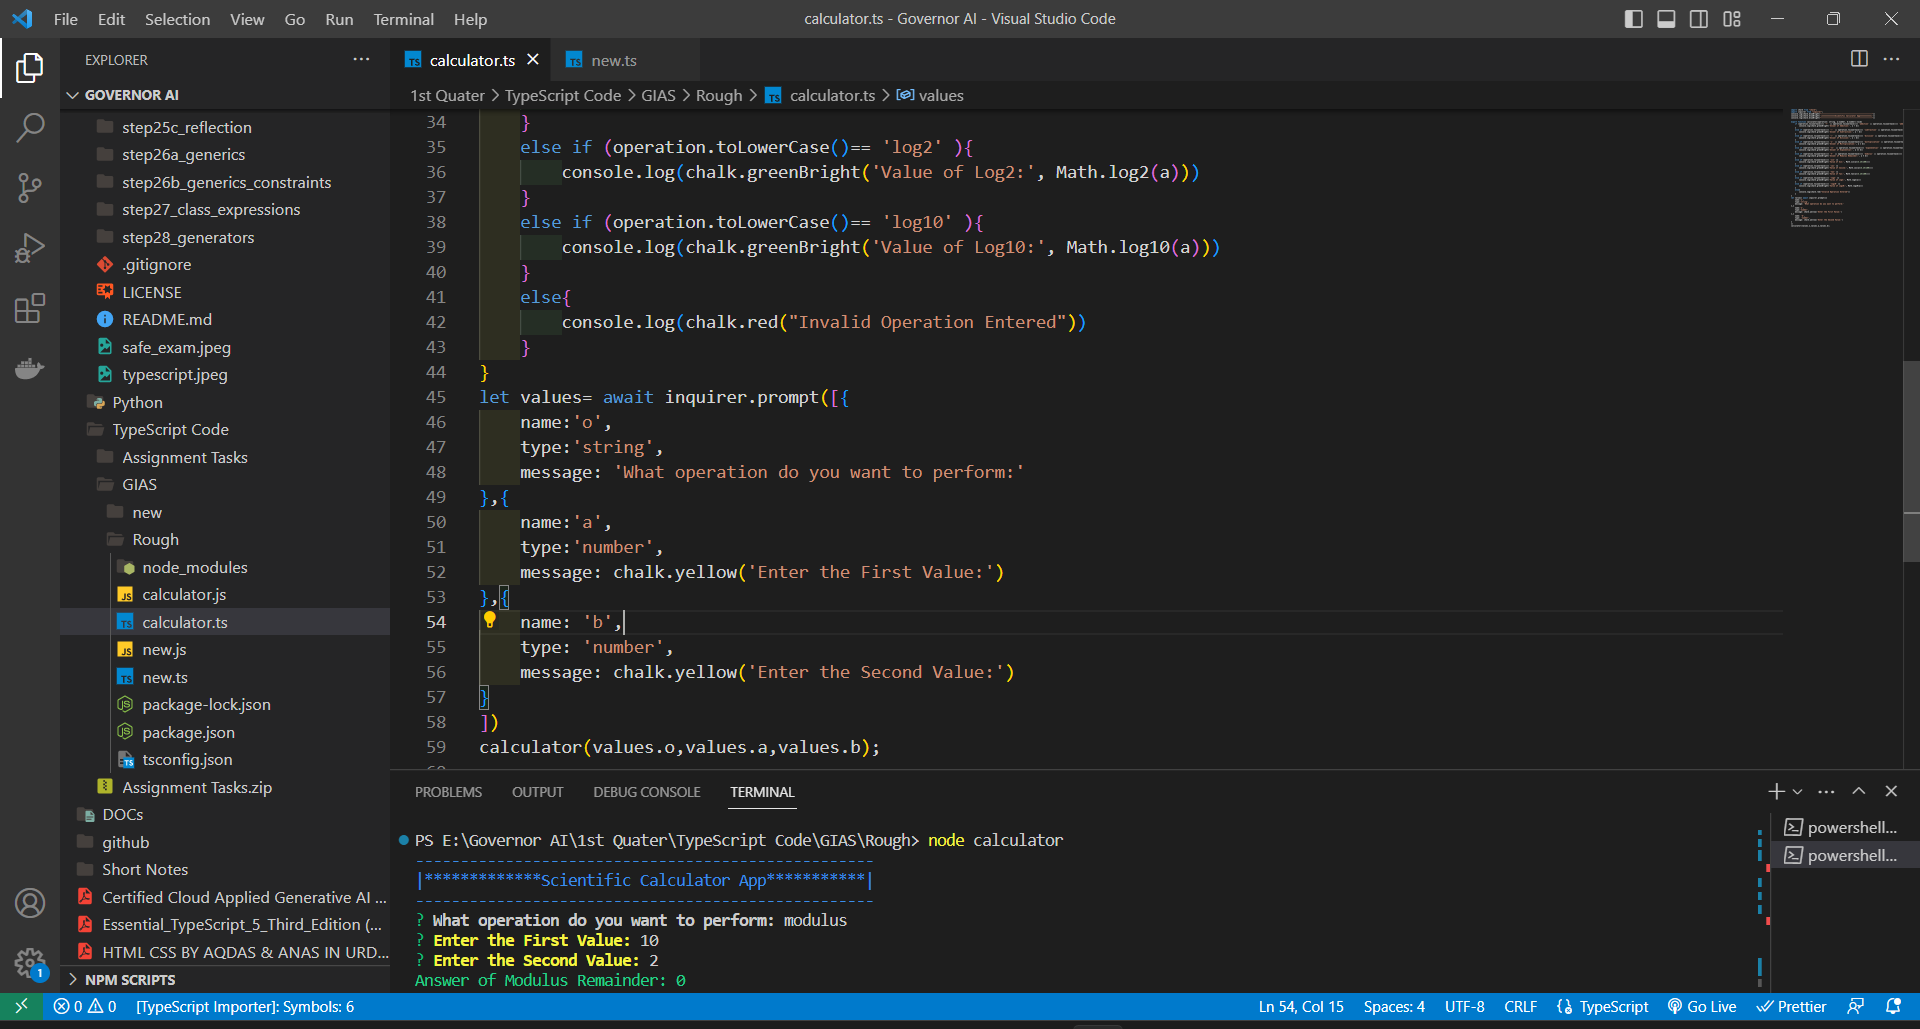 File Edit Selection View Go Run Terminal Help
calculator.ts - Governor AI - Visual Studio Code
EXPLORER
GOVERNOR AI
step25c_reflection
step26a_generics
step26b_generics_constraints
step27_class_expressions
step28_generators
.gitignore
LICENSE
README.md
safe_exam.jpeg
typescript.jpeg
Python
TypeScript Code
Assignment Tasks
GIAS
new
Rough
node_modules
calculator.js
calculator.ts
new.js
new.ts
package-lock.json
package.json
tsconfig.json
Assignment Tasks.zip
DOCs
github
Short Notes
Certified Cloud Applied Generative AI ...
Essential_TypeScript_5_Third_Edition (...
HTML CSS BY AQDAS & ANAS IN URD...
NPM SCRIPTS
calculator.ts
new.ts
1st Quater > TypeScript Code > GIAS > Rough > calculator.ts > values
34 }
35 else if (operation.toLowerCase()== 'log2' ){
36 console.log(chalk.greenBright('Value of Log2:', Math.log2(a)))
37 }
38 else if (operation.toLowerCase()== 'log10' ){
39 console.log(chalk.greenBright('Value of Log10:', Math.log10(a)))
40 }
41 else{
42 console.log(chalk.red("Invalid Operation Entered"))
43 }
44 }
45 let values= await inquirer.prompt([{
46 name:'o',
47 type:'string',
48 message: 'What operation do you want to perform:'
49 },{
50 name:'a',
51 type:'number',
52 message: chalk.yellow('Enter the First Value:')
53 },{
54 name: 'b',
55 type: 'number',
56 message: chalk.yellow('Enter the Second Value:')
57 }
58 ])
59 calculator(values.o,values.a,values.b);
PROBLEMS OUTPUT DEBUG CONSOLE TERMINAL
PS E:\Governor AI\1st Quater\TypeScript Code\GIAS\Rough> node calculator
|*************Scientific Calculator App***********|
? What operation do you want to perform: modulus
? Enter the First Value: 10
? Enter the Second Value: 2
Answer of Modulus Remainder: 0
powershell...
powershell...
1
0 0 [TypeScript Importer]: Symbols: 6
Ln 54, Col 15 Spaces: 4 UTF-8 CRLF {} TypeScript Go Live Prettier